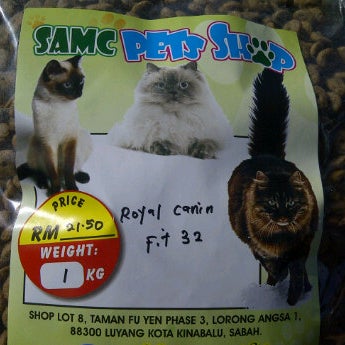 SAMC PETS SHOP
PRICE
RM 21.50
WEIGHT:
1 KG
Royal Canin
Fit 32
SHOP LOT 8, TAMAN FU YEN PHASE 3, LORONG ANGSA 1,
88300 LUYANG KOTA KINABALU, SABAH.